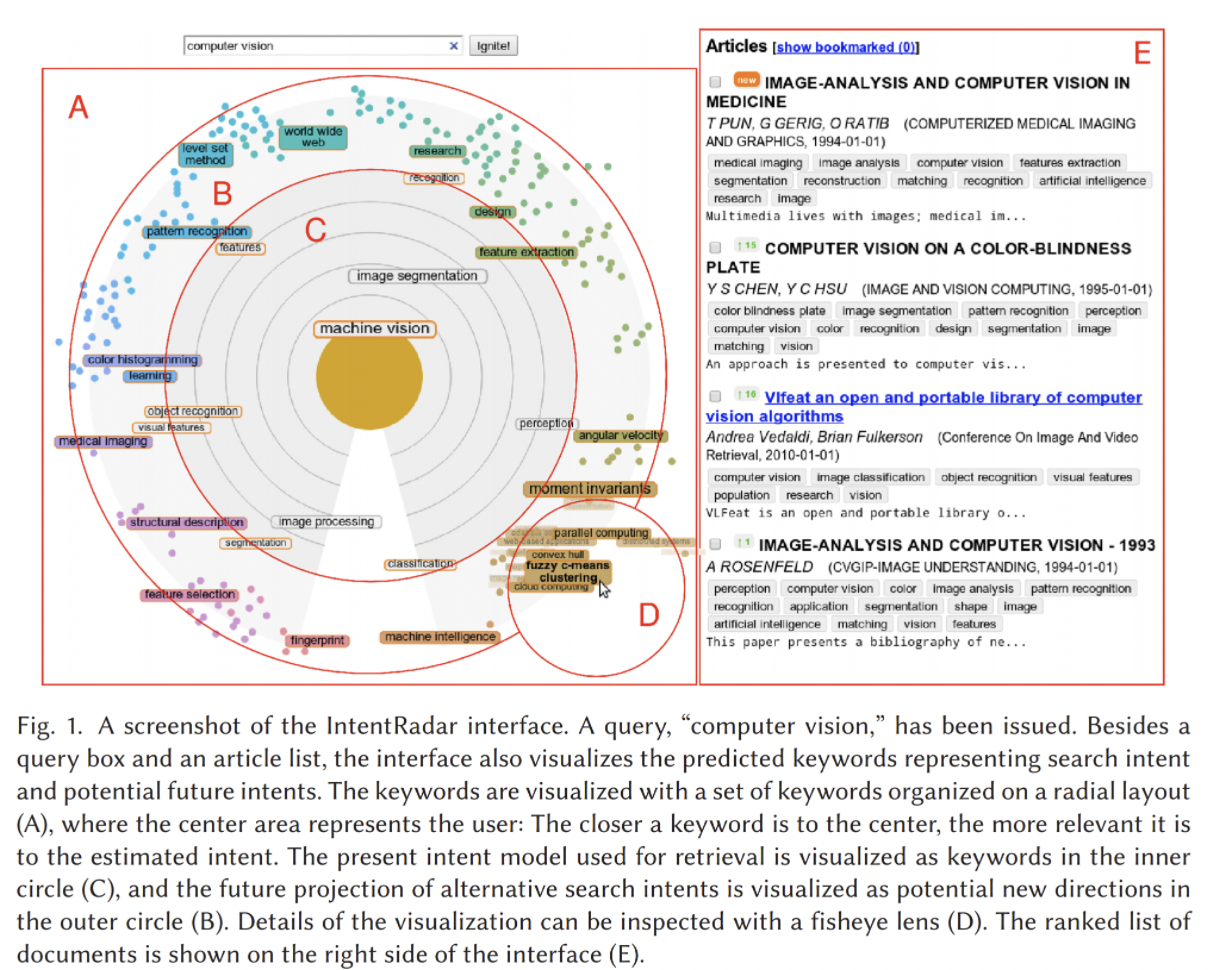 computer vision × Ignite!
A
B
C
D
E
level set
method
world wide
web
research
recognition
design
pattern recognition
features
feature extraction
image segmentation
machine vision
color histogramming
learning
object recognition
visual features
medical imaging
perception
angular velocity
moment invariants
structural description
image processing
segmentation
classification
feature selection
fingerprint
machine intelligence
parallel computing
web based applications
distributed systems
convex hull
fuzzy c-means
clustering
cloud computing
Articles [show bookmarked (0)]
new IMAGE-ANALYSIS AND COMPUTER VISION IN
MEDICINE
T PUN, G GERIG, O RATIB (COMPUTERIZED MEDICAL IMAGING
AND GRAPHICS, 1994-01-01)
medical imaging image analysis computer vision features extraction
segmentation reconstruction matching recognition artificial intelligence
research image
Multimedia lives with images; medical im...
↑15 COMPUTER VISION ON A COLOR-BLINDNESS
PLATE
Y S CHEN, Y C HSU (IMAGE AND VISION COMPUTING, 1995-01-01)
color blindness plate image segmentation pattern recognition perception
computer vision color recognition design segmentation image
matching vision
An approach is presented to computer vis...
↑16 Vlfeat an open and portable library of computer
vision algorithms
Andrea Vedaldi, Brian Fulkerson (Conference On Image And Video
Retrieval, 2010-01-01)
computer vision image classification object recognition visual features
population research vision
VLFeat is an open and portable library o...
↑1 IMAGE-ANALYSIS AND COMPUTER VISION - 1993
A ROSENFELD (CVGIP-IMAGE UNDERSTANDING, 1994-01-01)
perception computer vision color image analysis pattern recognition
recognition application segmentation shape image
artificial intelligence matching vision features
This paper presents a bibliography of ne...
Fig. 1. A screenshot of the IntentRadar interface. A query, “computer vision,” has been issued. Besides a
query box and an article list, the interface also visualizes the predicted keywords representing search intent
and potential future intents. The keywords are visualized with a set of keywords organized on a radial layout
(A), where the center area represents the user: The closer a keyword is to the center, the more relevant it is
to the estimated intent. The present intent model used for retrieval is visualized as keywords in the inner
circle (C), and the future projection of alternative search intents is visualized as potential new directions in
the outer circle (B). Details of the visualization can be inspected with a fisheye lens (D). The ranked list of
documents is shown on the right side of the interface (E).